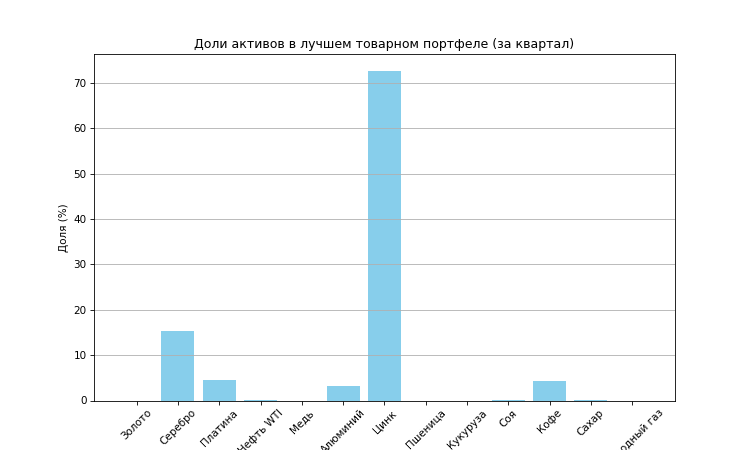 Доли активов в лучшем товарном портфеле (за квартал)
Доля (%)
70
60
50
40
30
20
10
0
Золото
Серебро
Платина
Нефть WTI
Медь
Алюминий
Цинк
Пшеница
Кукуруза
Соя
Кофе
Сахар
газ